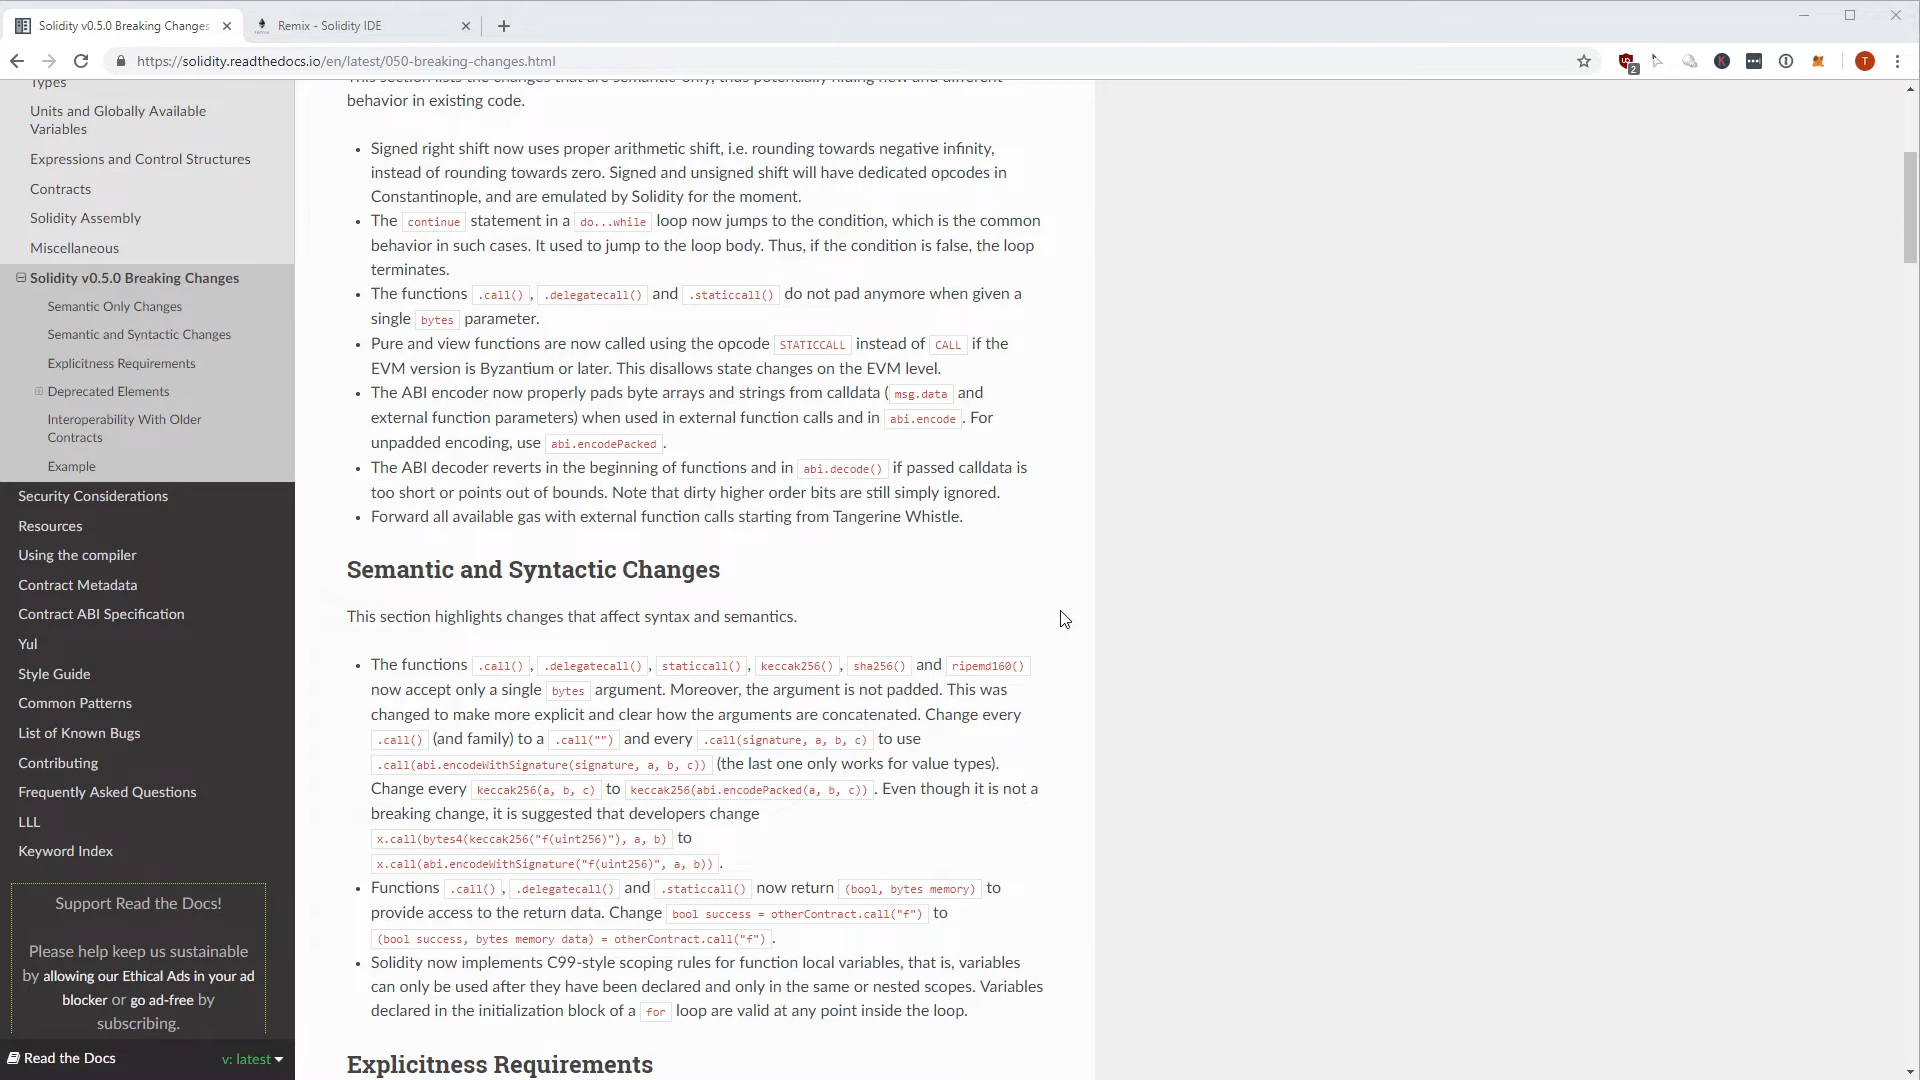 Solidity v0.5.0 Breaking Changes
Remix - Solidity IDE
https://solidity.readthedocs.io/en/latest/050-breaking-changes.html
2
T
Types
Units and Globally Available
Variables
Expressions and Control Structures
Contracts
Solidity Assembly
Miscellaneous
Solidity v0.5.0 Breaking Changes
Semantic Only Changes
Semantic and Syntactic Changes
Explicitness Requirements
Deprecated Elements
Interoperability With Older
Contracts
Example
Security Considerations
Resources
Using the compiler
Contract Metadata
Contract ABI Specification
Yul
Style Guide
Common Patterns
List of Known Bugs
Contributing
Frequently Asked Questions
LLL
Keyword Index
Support Read the Docs!
Please help keep us sustainable
by allowing our Ethical Ads in your ad
blocker or go ad-free by
subscribing.
Read the Docs
v: latest
This section lists the changes that are semantic-only, thus potentially hiding new and different
behavior in existing code.
• Signed right shift now uses proper arithmetic shift, i.e. rounding towards negative infinity,
instead of rounding towards zero. Signed and unsigned shift will have dedicated opcodes in
Constantinople, and are emulated by Solidity for the moment.
• The continue statement in a do...while loop now jumps to the condition, which is the common
behavior in such cases. It used to jump to the loop body. Thus, if the condition is false, the loop
terminates.
• The functions .call(), .delegatecall() and .staticcall() do not pad anymore when given a
single bytes parameter.
• Pure and view functions are now called using the opcode STATICCALL instead of CALL if the
EVM version is Byzantium or later. This disallows state changes on the EVM level.
• The ABI encoder now properly pads byte arrays and strings from calldata (msg.data and
external function parameters) when used in external function calls and in abi.encode. For
unpadded encoding, use abi.encodePacked.
• The ABI decoder reverts in the beginning of functions and in abi.decode() if passed calldata is
too short or points out of bounds. Note that dirty higher order bits are still simply ignored.
• Forward all available gas with external function calls starting from Tangerine Whistle.
Semantic and Syntactic Changes
This section highlights changes that affect syntax and semantics.
• The functions .call(), .delegatecall(), staticcall(), keccak256(), sha256() and ripemd160()
now accept only a single bytes argument. Moreover, the argument is not padded. This was
changed to make more explicit and clear how the arguments are concatenated. Change every
.call() (and family) to a .call("") and every .call(signature, a, b, c) to use
.call(abi.encodeWithSignature(signature, a, b, c)) (the last one only works for value types).
Change every keccak256(a, b, c) to keccak256(abi.encodePacked(a, b, c)). Even though it is not a
breaking change, it is suggested that developers change
x.call(bytes4(keccak256("f(uint256)"), a, b) to
x.call(abi.encodeWithSignature("f(uint256)", a, b)).
• Functions .call(), .delegatecall() and .staticcall() now return (bool, bytes memory) to
provide access to the return data. Change bool success = otherContract.call("f") to
(bool success, bytes memory data) = otherContract.call("f").
• Solidity now implements C99-style scoping rules for function local variables, that is, variables
can only be used after they have been declared and only in the same or nested scopes. Variables
declared in the initialization block of a for loop are valid at any point inside the loop.
Explicitness Requirements